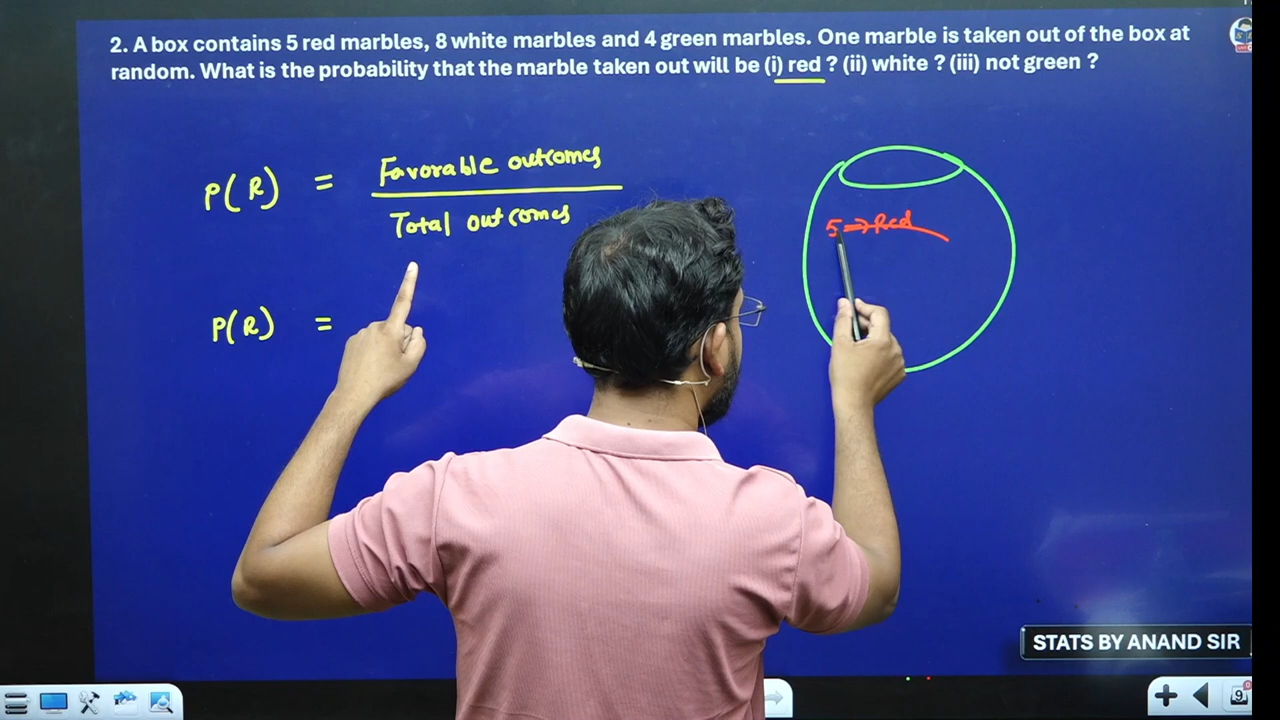 2. A box contains 5 red marbles, 8 white marbles and 4 green marbles. One marble is taken out of the box at
random. What is the probability that the marble taken out will be (i) red ? (ii) white ? (iii) not green ?
P(R) = Favorable outcomes
Total outcomes
5 ⇒ Red
P(R) =
STATS BY ANAND SIR
9